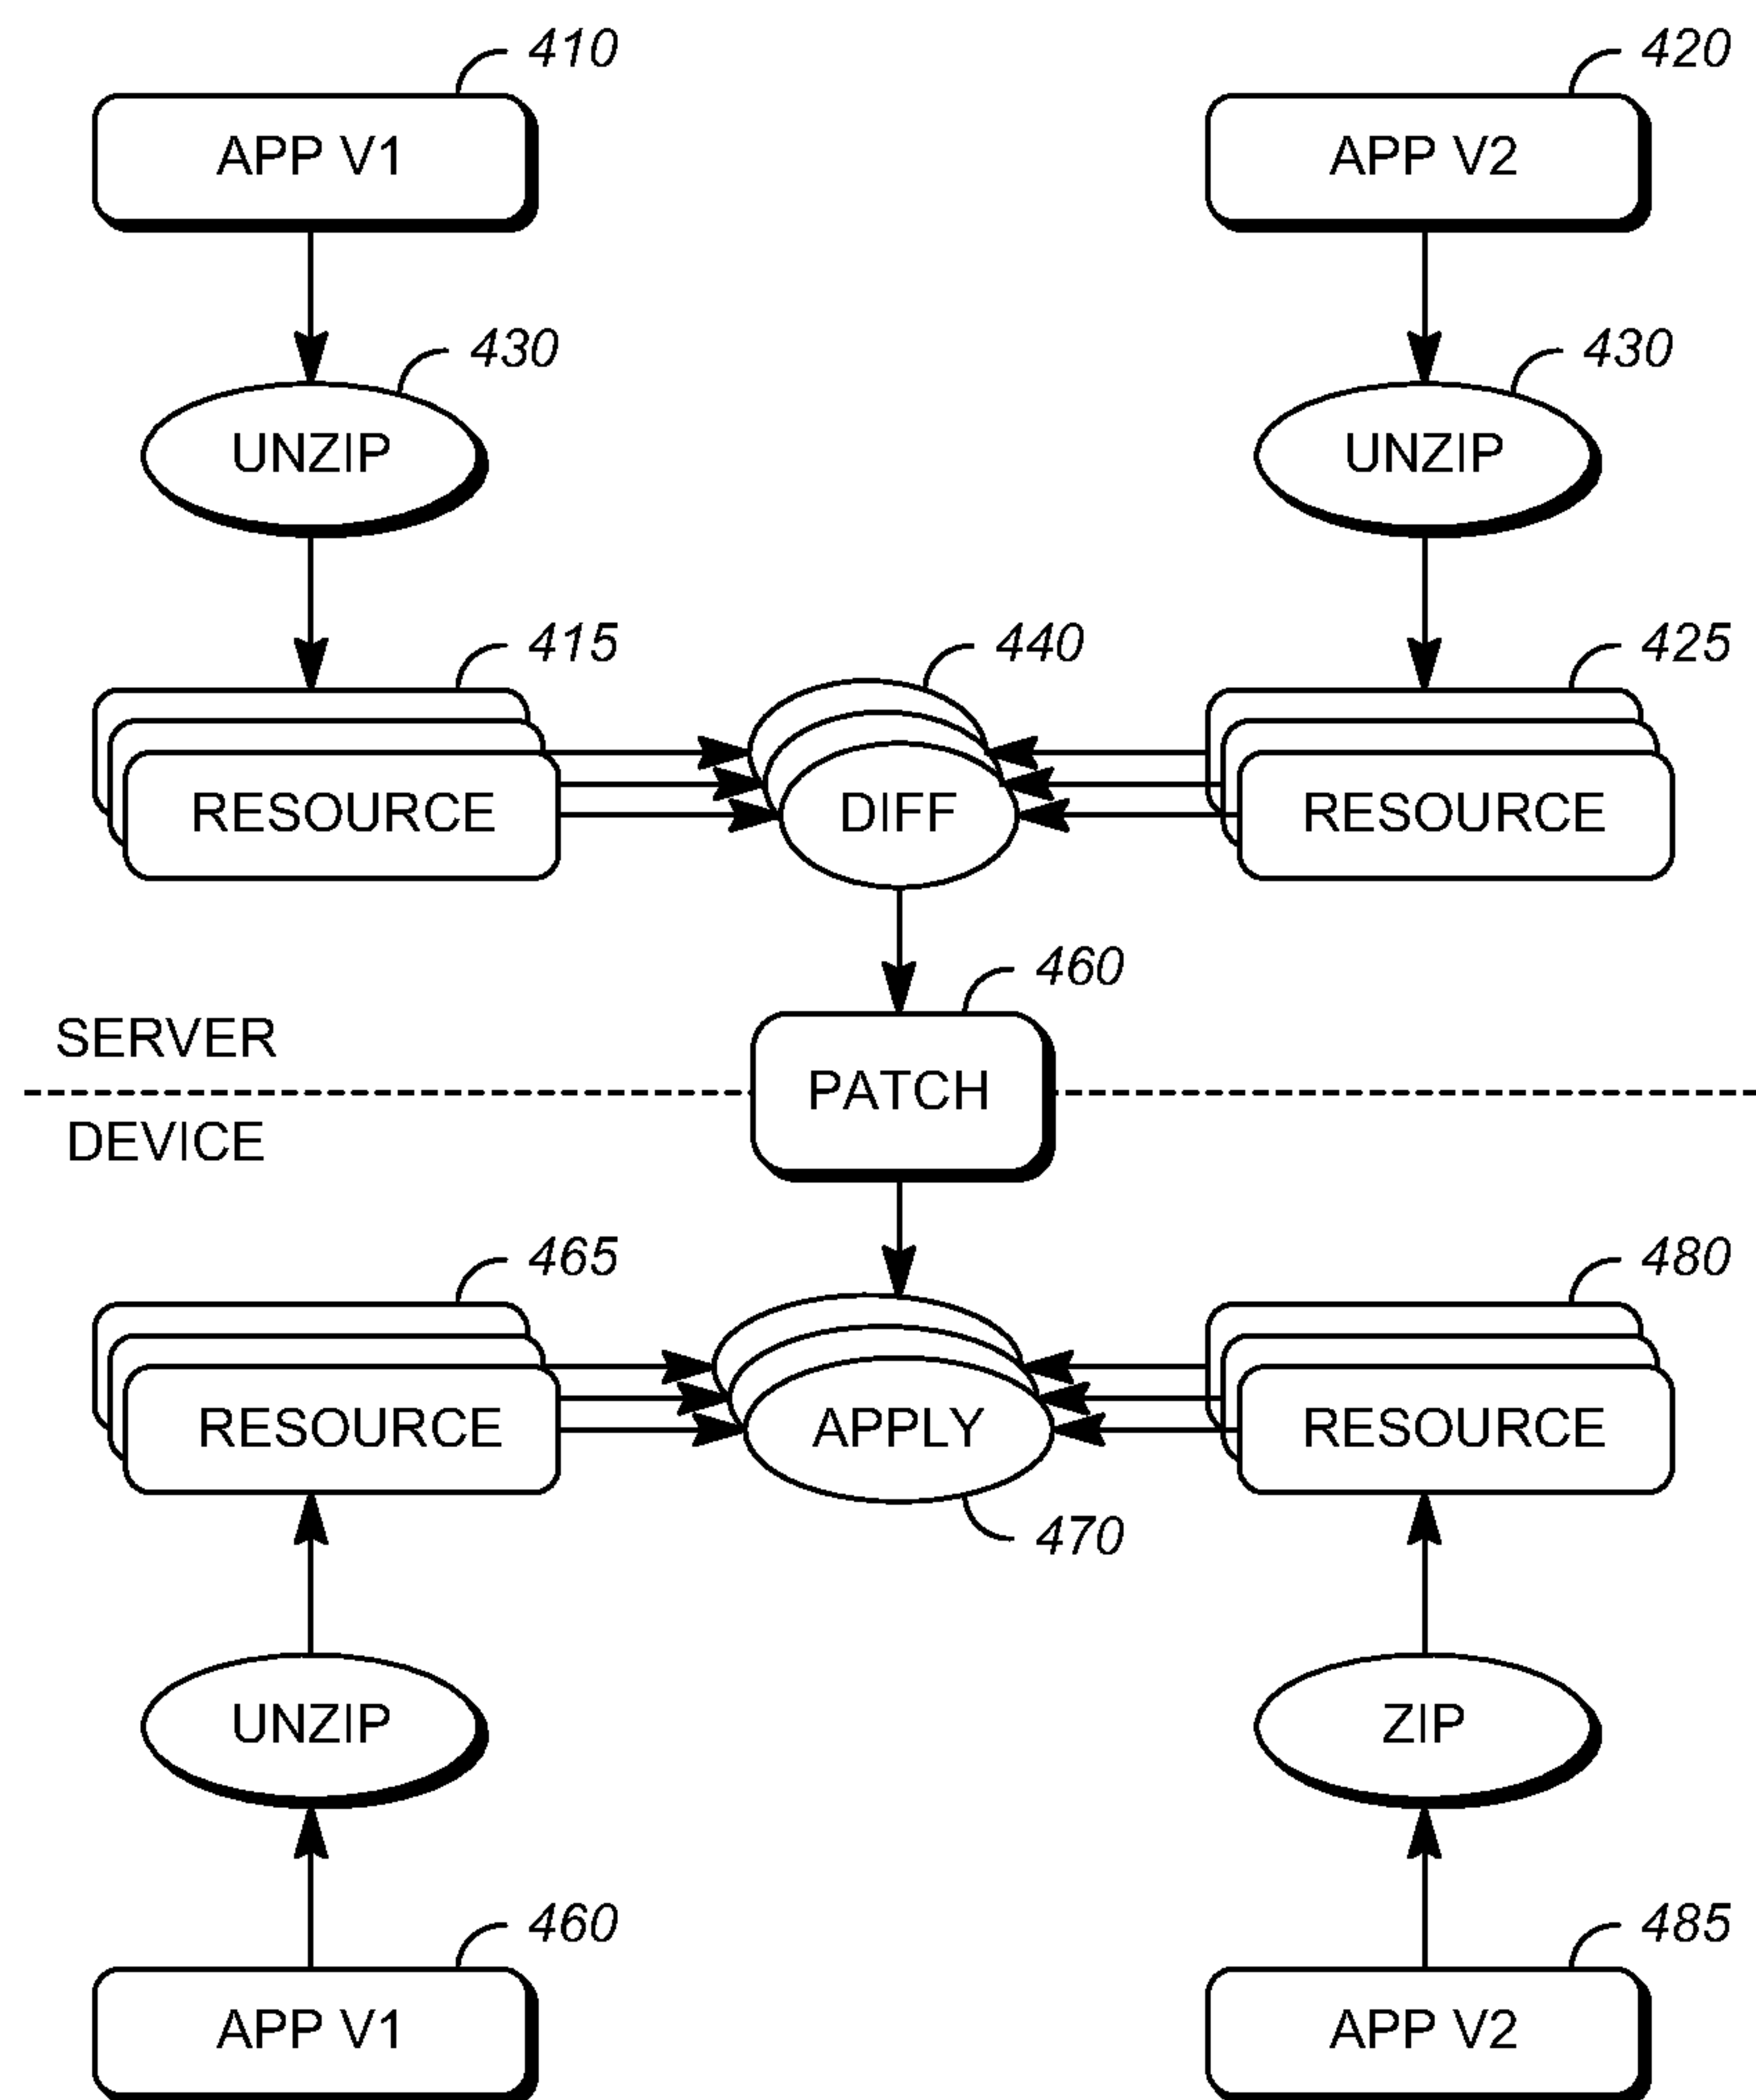 410
420
APP V1
APP V2
430
430
UNZIP
UNZIP
415
440
425
RESOURCE
DIFF
RESOURCE
460
SERVER
PATCH
DEVICE
465
480
RESOURCE
APPLY
RESOURCE
470
UNZIP
ZIP
460
485
APP V1
APP V2